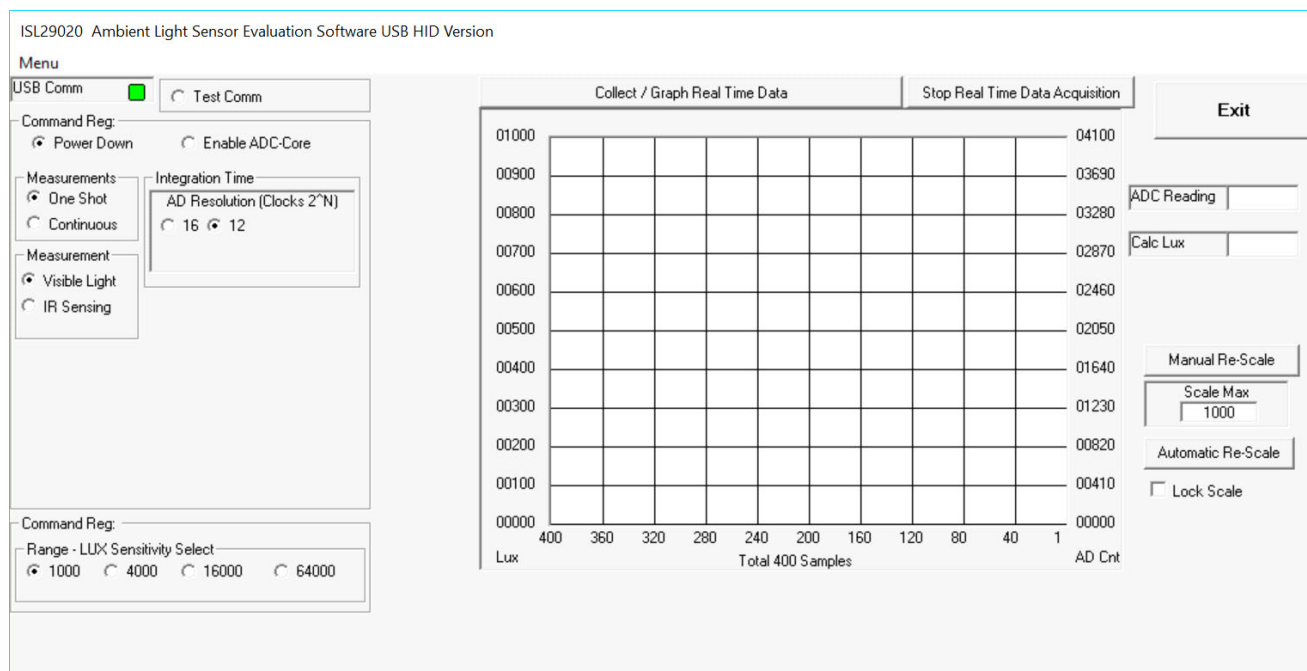 ISL29020  Ambient Light Sensor Evaluation Software USB HID Version
Menu
USB Comm
Test Comm
Command Reg:
Power Down
Enable ADC-Core
Measurements
One Shot
Continuous
Integration Time
AD Resolution (Clocks 2^N)
16 12
Measurement
Visible Light
IR Sensing
Command Reg:
Range - LUX Sensitivity Select
1000 4000 16000 64000
Collect / Graph Real Time Data
Stop Real Time Data Acquisition
01000 04100
00900 03690
00800 03280
00700 02870
00600 02460
00500 02050
00400 01640
00300 01230
00200 00820
00100 00410
00000 00000
400 360 320 280 240 200 160 120 80 40 1
Lux Total 400 Samples AD Cnt
Exit
ADC Reading
Calc Lux
Manual Re-Scale
Scale Max
1000
Automatic Re-Scale
Lock Scale